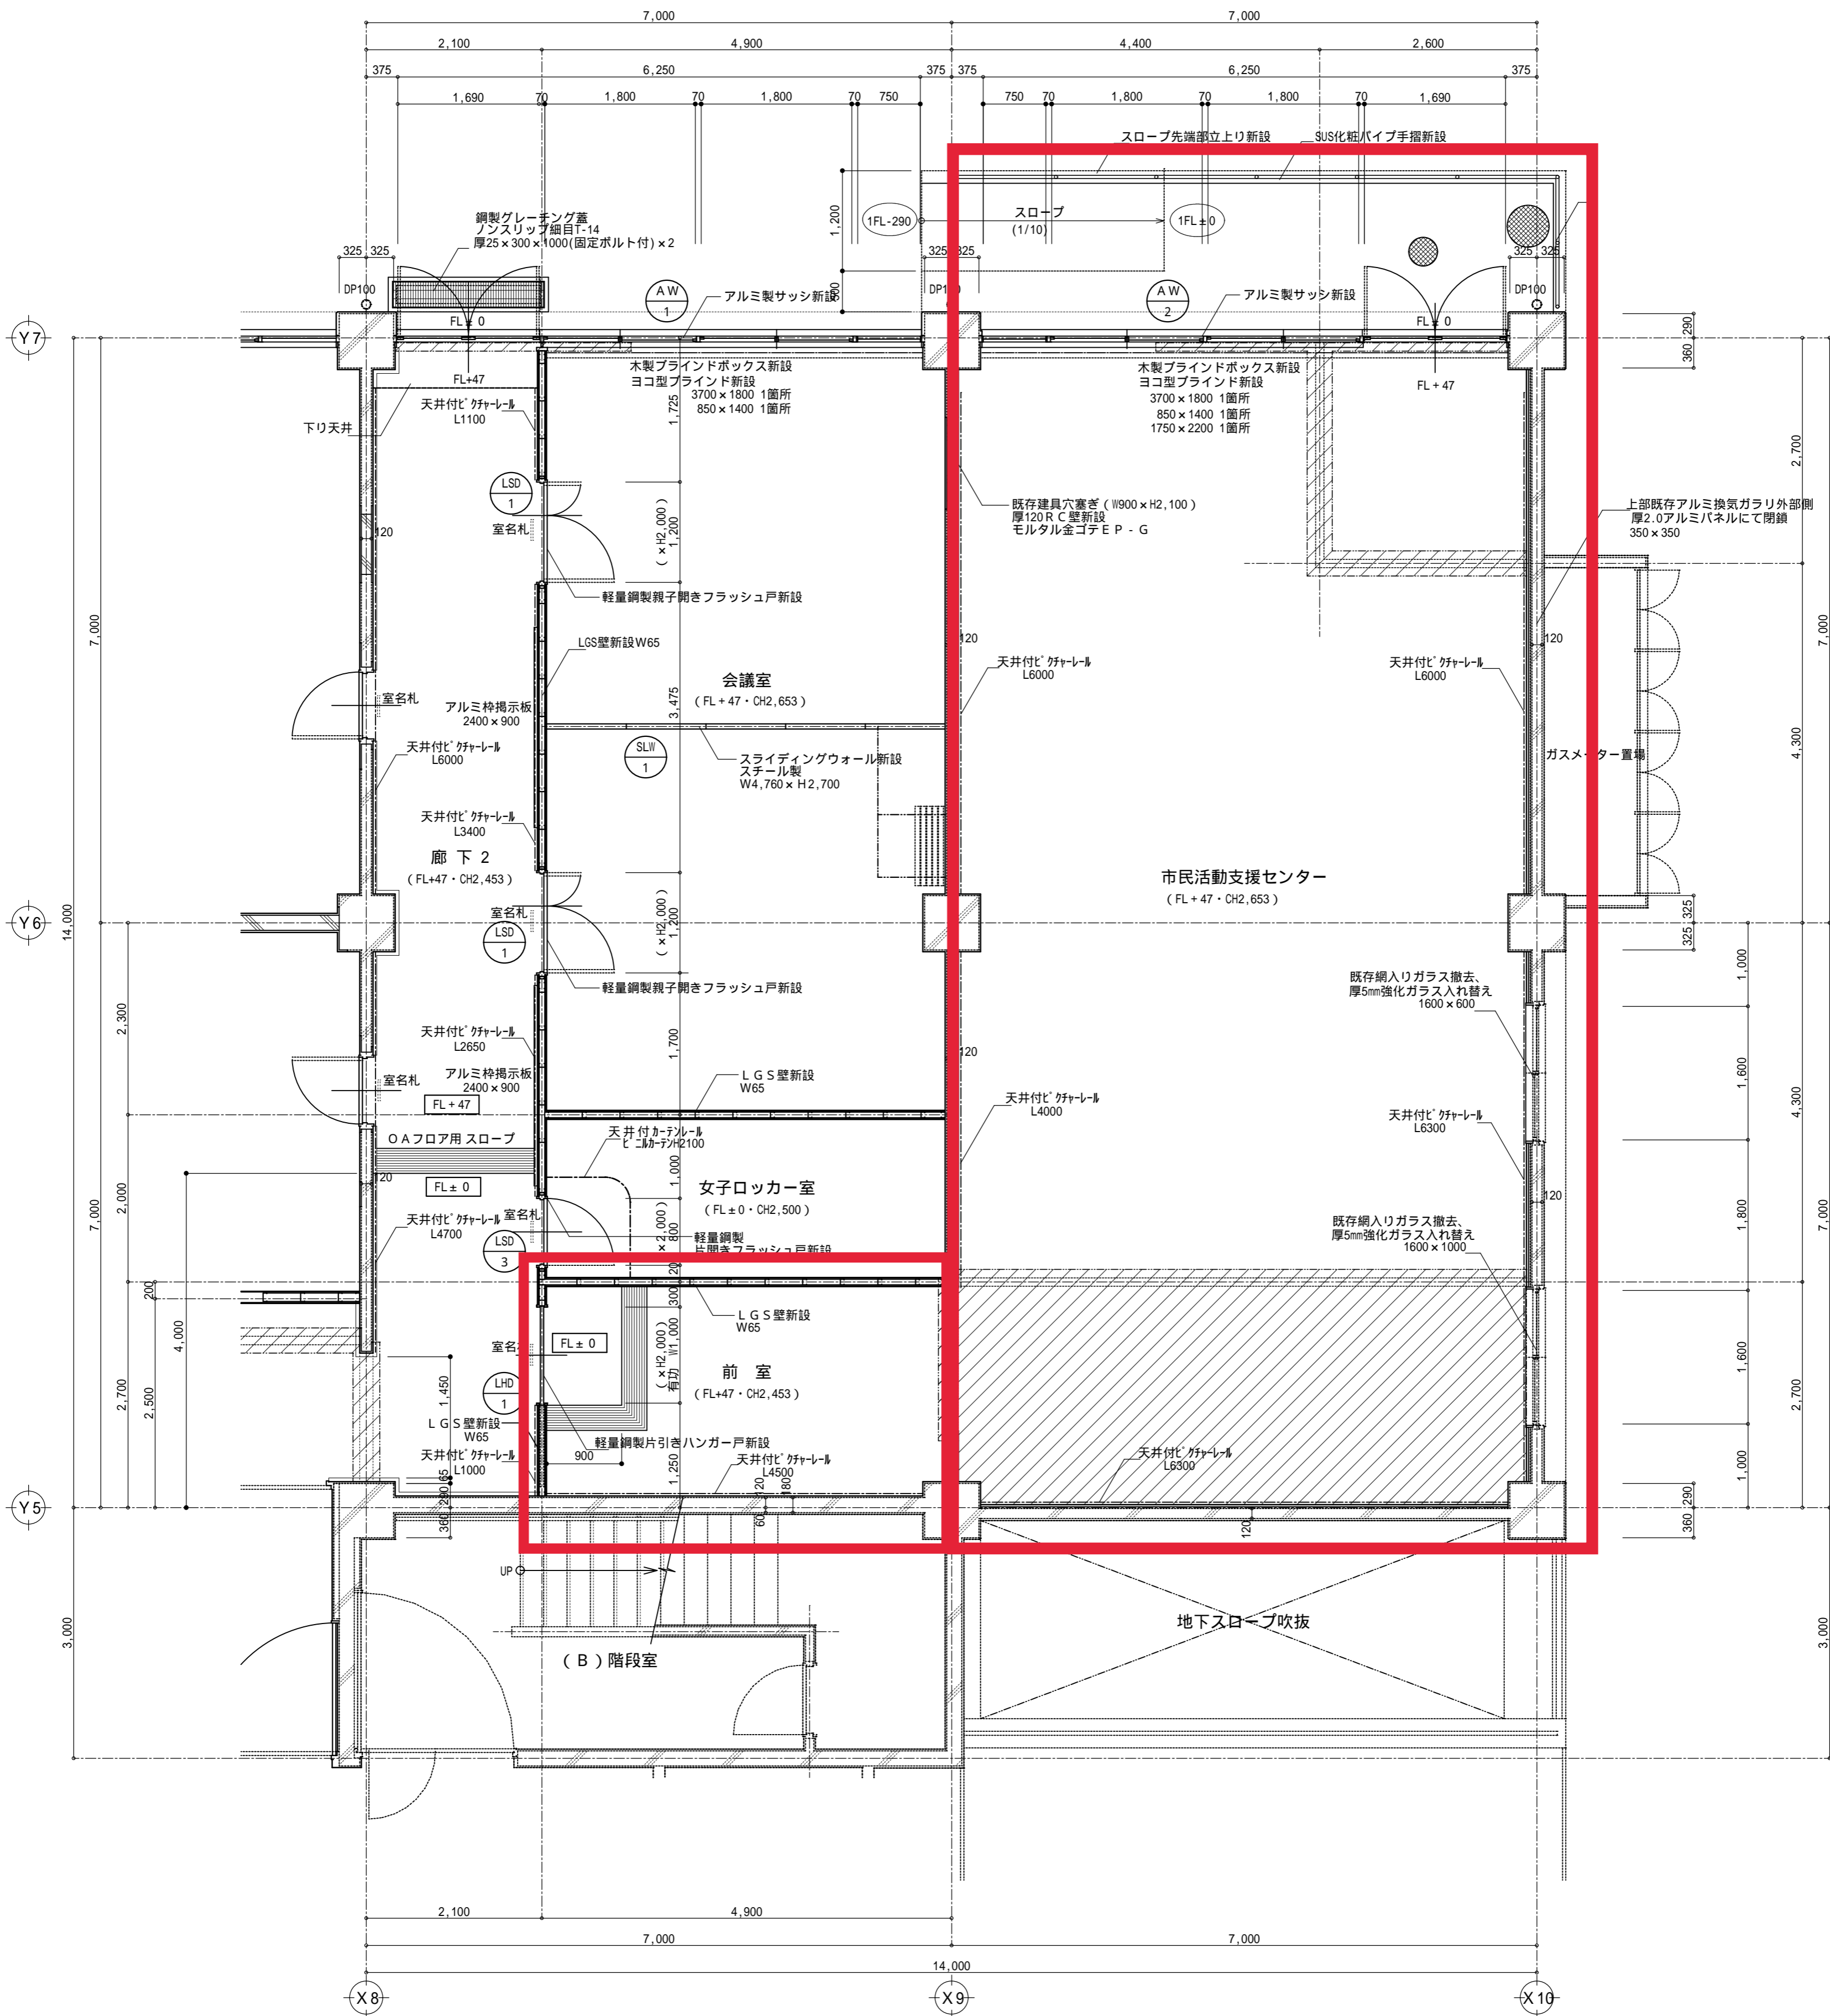 7,000
7,000
2,100
4,900
4,400
2,600
375
6,250
375
375
6,250
375
1,690
70
1,800
70
1,800
70
750
750
70
1,800
70
1,800
70
1,690
スロープ先端部立上り新設
SUS化粧パイプ手摺新設
鋼製グレーチング蓋
ノンスリップ細目T-14
厚25×300×1000(固定ボルト付)×2
1,200
1FL-290
スロープ
(1/10)
1FL±0
325
325
325
325
325
325
DP100
DP100
AW
1
アルミ製サッシ新設
AW
2
アルミ製サッシ新設
FL±0
FL±0
Y7
290
360
FL+47
FL+47
木製ブラインドボックス新設
ヨコ型ブラインド新設
3700×1800 1箇所
850×1400 1箇所
木製ブラインドボックス新設
ヨコ型ブラインド新設
3700×1800 1箇所
850×1400 1箇所
1750×2200 1箇所
天井付ピクチャーレール
L1100
下り天井
1,725
2,700
LSD
1
室名札
120
(×H2,000)
1,200
既存建具穴塞ぎ(W900×H2,100)
厚120RC壁新設
モルタル金ゴテEP-G
上部既存アルミ換気ガラリ外部側
厚2.0アルミパネルにて閉鎖
350×350
軽量鋼製親子開きフラッシュ戸新設
7,000
7,000
LGS壁新設W65
120
120
室名札
アルミ枠掲示板
2400×900
会議室
(FL+47・CH2,653)
3,475
天井付ピクチャーレール
L6000
天井付ピクチャーレール
L6000
天井付ピクチャーレール
L6000
SLW
1
スライディングウォール新設
スチール製
W4,760×H2,700
ガスメーター置場
4,300
天井付ピクチャーレール
L3400
廊下2
(FL+47・CH2,453)
市民活動支援センター
(FL+47・CH2,653)
Y6
14,000
室名札
LSD
1
(×H2,000)
1,200
325
325
軽量鋼製親子開きフラッシュ戸新設
既存網入りガラス撤去、
厚5mm強化ガラス入れ替え
1600×600
1,000
2,300
天井付ピクチャーレール
L2650
1,700
120
室名札
アルミ枠掲示板
2400×900
FL+47
LGS壁新設
W65
天井付ピクチャーレール
L4000
天井付ピクチャーレール
L6300
1,600
4,300
OAフロア用スロープ
天井付カーテンレール
ビニルカーテンH2100
1,000
120
FL±0
女子ロッカー室
(FL±0・CH2,500)
120
2,000
7,000
7,000
1,800
天井付ピクチャーレール
L4700
室名札
LSD
3
(×H2,000)
800
軽量鋼製
片開きフラッシュ戸新設
既存網入りガラス撤去、
厚5mm強化ガラス入れ替え
1600×1000
200
4,000
300
LGS壁新設
W65
室名札
FL±0
(×H2,000)
有効 W1,000
前室
(FL+47・CH2,453)
1,450
LHD
1
1,600
2,700
2,700
2,500
LGS壁新設
W65
軽量鋼製片引きハンガー戸新設
900
天井付ピクチャーレール
L1000
1,250
天井付ピクチャーレール
L4500
天井付ピクチャーレール
L6300
1,000
65
290
360
120
180
60
120
Y5
290
360
UP
3,000
3,000
(B)階段室
地下スロープ吹抜
2,100
4,900
7,000
7,000
14,000
X8
X9
X10